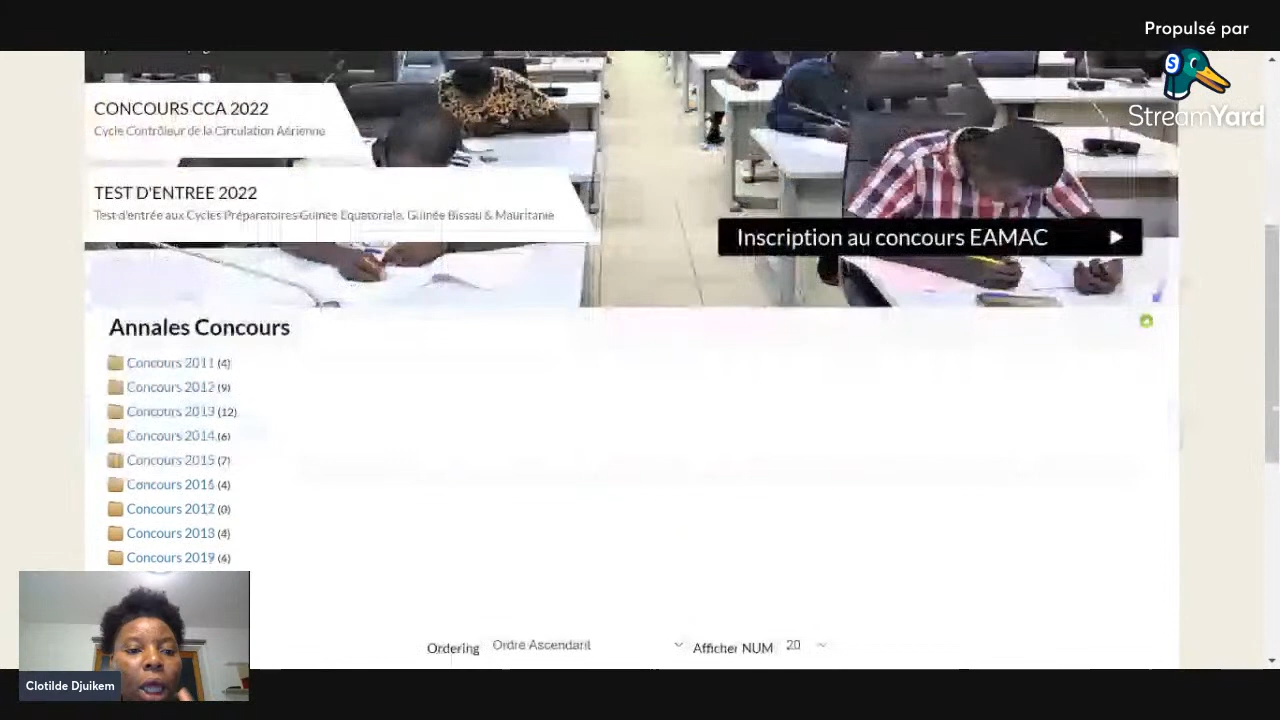 Propulsé par
StreamYard
CONCOURS CCA 2022
Cycle Contrôleur de la Circulation Aérienne
TEST D'ENTREE 2022
Test d'entrée aux Cycles Préparatoires Guinée Equatoriale, Guinée Bissau & Mauritanie
Inscription au concours EAMAC
Annales Concours
Concours 2011 (4)
Concours 2012 (9)
Concours 2013 (12)
Concours 2014 (6)
Concours 2015 (7)
Concours 2016 (4)
Concours 2017 (0)
Concours 2013 (4)
Concours 2019 (4)
Ordering
Ordre Ascendant
Afficher NUM
20
Clotilde Djuikem